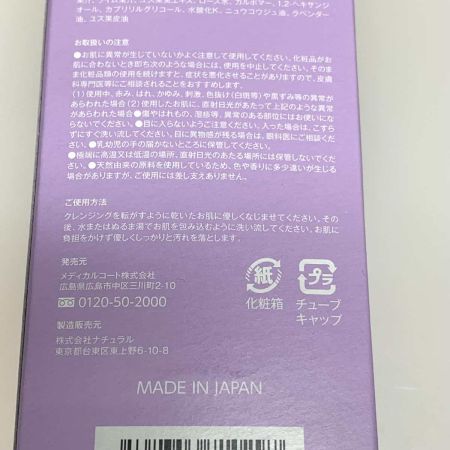 果汁、ライム果汁、ユズ果実エキス、ローズ水、カルボマー、1,2-ヘキサンジ
オール、カプリリルグリコール、水酸化K、ニュウコウジュ油、ラベンダー
油、ユズ果皮油
お取扱いの注意
●お肌に異常が生じていないかよく注意して使用してください。化粧品がお
肌に合わないとき即ち次のような場合には、使用を中止してください。そのま
ま化粧品類の使用を続けますと、症状を悪化させることがありますので、皮膚
科専門医等にご相談されることをおすすめします。
(1)使用中、赤み、はれ、かゆみ、刺激、色抜け(白斑等)や黒ずみ等の異常が
あらわれた場合(2)使用したお肌に、直射日光があたって上記のような異常
があらわれた場合●傷やはれもの、湿疹等、異常のある部位にはお使いにな
らないでください。●目に入らないようご注意ください。入った場合は、こすら
ずにすぐ洗い流してください。目に異物感が残る場合は、眼科医にご相談くだ
さい。●乳幼児の手の届かないところに保管してください。
●極端に高温又は低温の場所、直射日光のあたる場所には保管しないでくだ
さい。●天然由来の原料を使用しているため、色や香りに多少違いが生じる
場合がありますが、ご使用には差し支えありません。
ご使用方法
クレンジングを転がすように乾いたお肌に優しくなじませてください。その
後、水またはぬるま湯でお肌を包み込むように洗い流してください。お肌に
負担をかけず優しくしっかりと汚れを落とします。
発売元
メディカルコート株式会社
広島県広島市中区三川町2-10
0120-50-2000
製造販売元
株式会社ナチュラル
東京都台東区東上野6-10-8
紙
化粧箱
プラ
チューブ
キャップ
MADE IN JAPAN